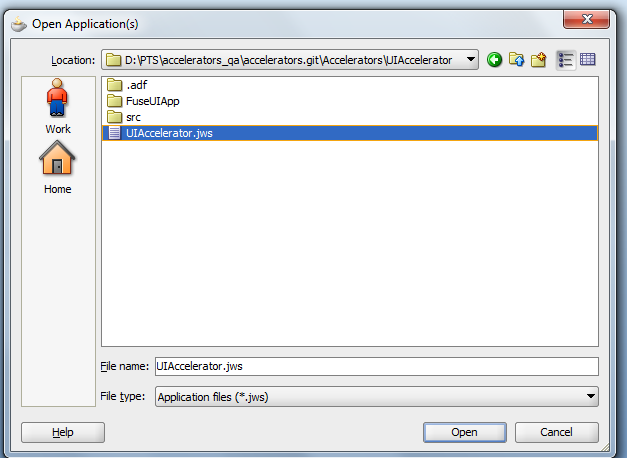 Open Application(s)
Location: D:\PTS\accelerators_qa\accelerators.git\Accelerators\UIAccelerator
Work
Home
.adf
FuseUIApp
src
UIAccelerator.jws
File name: UIAccelerator.jws
File type: Application files (*.jws)
Help Open Cancel